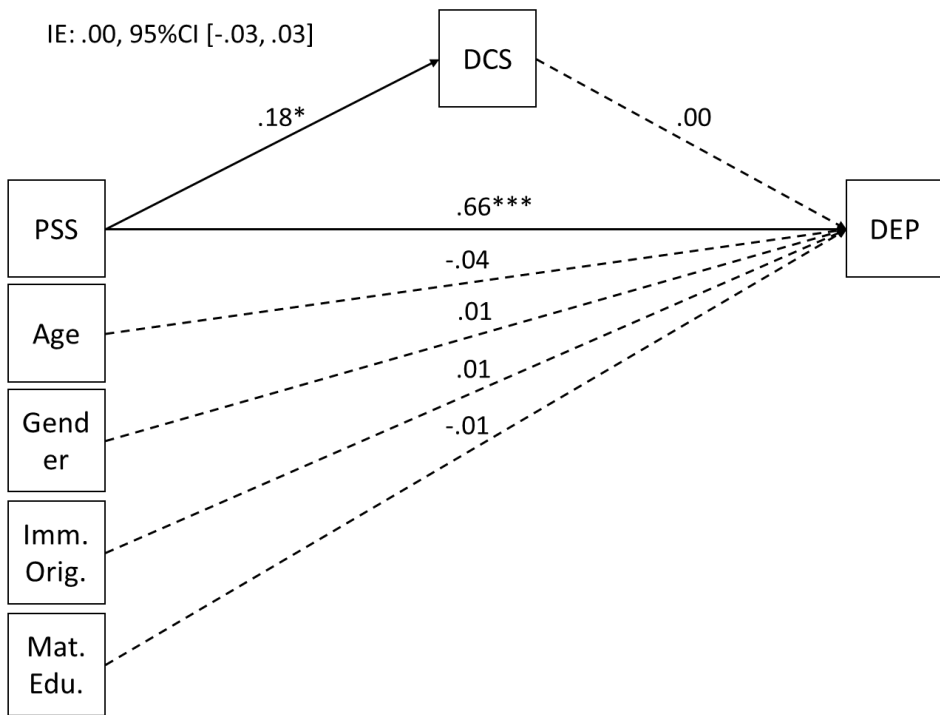 IE: .00, 95%CI [-.03, .03]
DCS
.18*
.00
PSS
.66***
DEP
-.04
Age
.01
Gend
er
.01
-.01
Imm.
Orig.
Mat.
Edu.